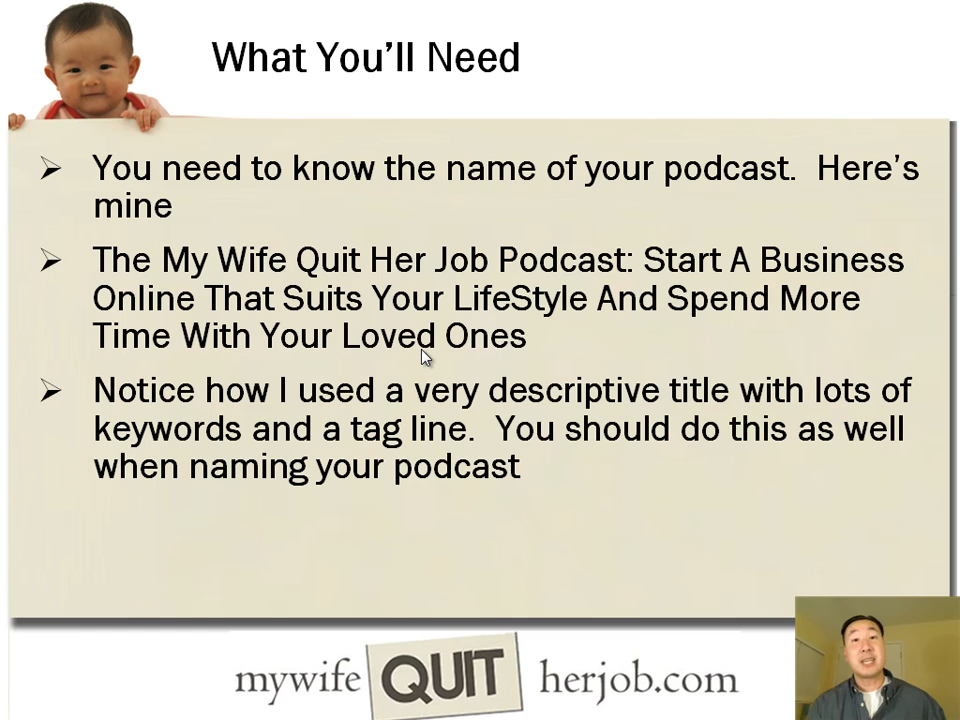 What You'll Need
You need to know the name of your podcast.  Here's
mine
The My Wife Quit Her Job Podcast: Start A Business
Online That Suits Your LifeStyle And Spend More
Time With Your Loved Ones
Notice how I used a very descriptive title with lots of
keywords and a tag line.  You should do this as well
when naming your podcast
mywife QUIT herjob.com